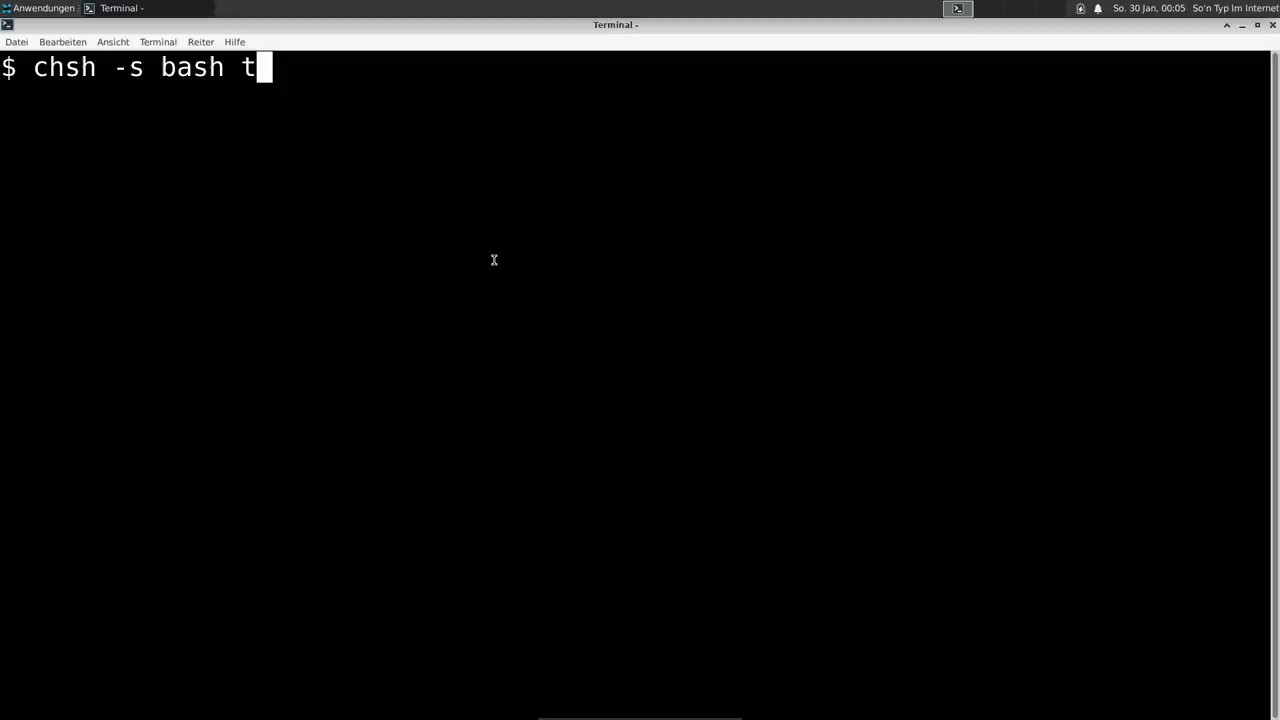 Anwendungen Terminal - So. 30 Jan, 00:05 So'n Typ Im Internet
Terminal -
Datei Bearbeiten Ansicht Terminal Reiter Hilfe
$ chsh -s bash t